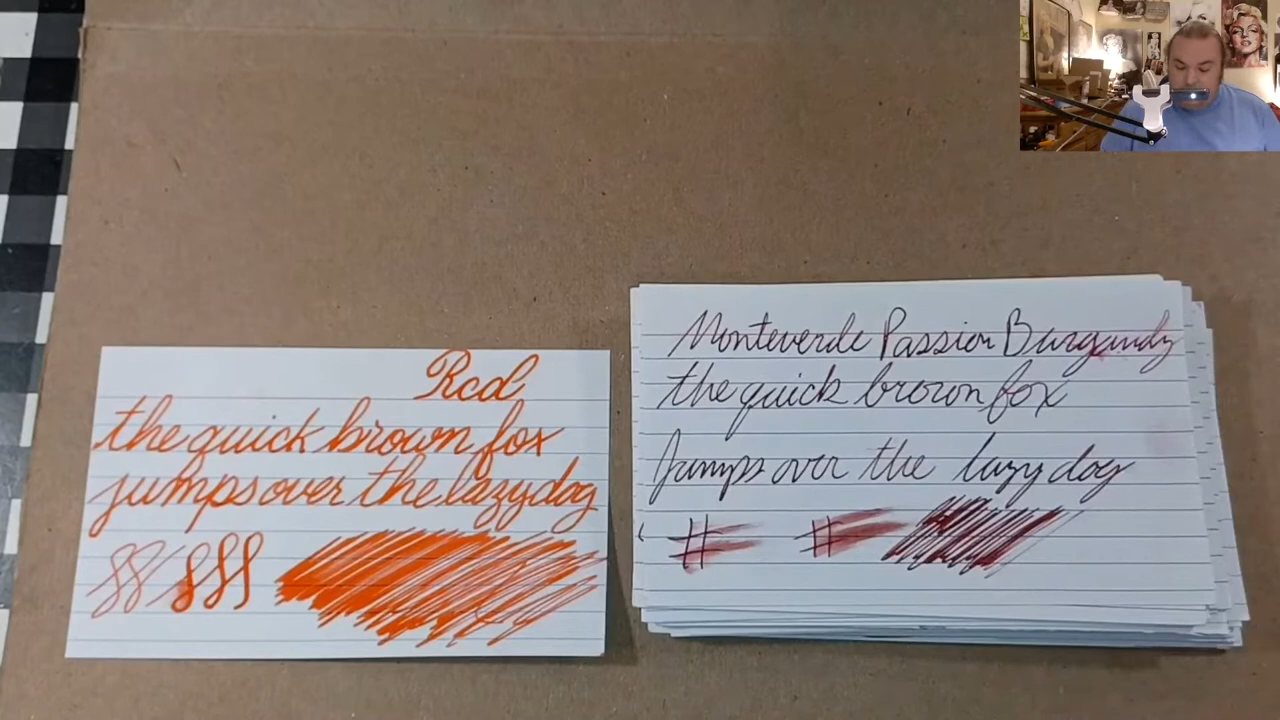 Red
the quick brown fox
jumps over the lazy dog
Monteverde Passion Burgundy
the quick brown fox
Jumps over the lazy dog
# #